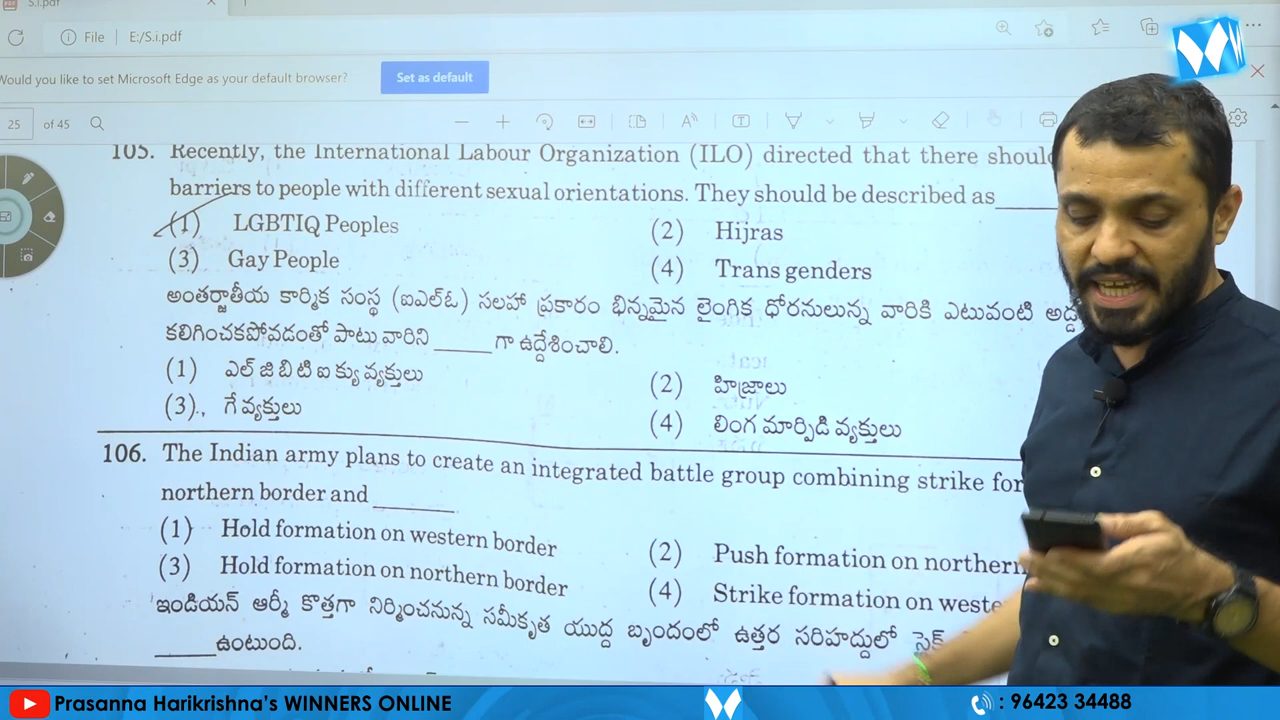 S.i.pdf
File | E:/S.i.pdf
Would you like to set Microsoft Edge as your default browser? Set as default
25 of 45
105. Recently, the International Labour Organization (ILO) directed that there
barriers to people with different sexual orientations. They should be described as______
(1) LGBTIQ Peoples
(2) Hijras
(3) Gay People
(4) Trans genders
అంతర్జాతీయ కార్మిక సంస్థ (ఐఎల్ఓ) సలహా ప్రకారం భిన్నమైన లైంగిక ధోరనులున్న వారికి ఎటువంటి
కలిగించకపోవడంతో పాటు వారిని ______ గా ఉద్దేశించాలి.
(1) ఎల్ జి బి టి ఐ క్యు వ్యక్తులు
(2) హిజ్రాలు
(3) గే వ్యక్తులు
(4) లింగ మార్పిడి వ్యక్తులు
106. The Indian army plans to create an integrated battle group combining strike
northern border and ________
(1) Hold formation on western border
(2) Push formation on northern
(3) Hold formation on northern border
(4) Strike formation on
ఇండియన్ ఆర్మీ కొత్తగా నిర్మించనున్న సమీకృత యుద్ద బృందంలో ఉత్తర సరిహద్దులో
______ ఉంటుంది.
Prasanna Harikrishna's WINNERS ONLINE
: 96423 34488